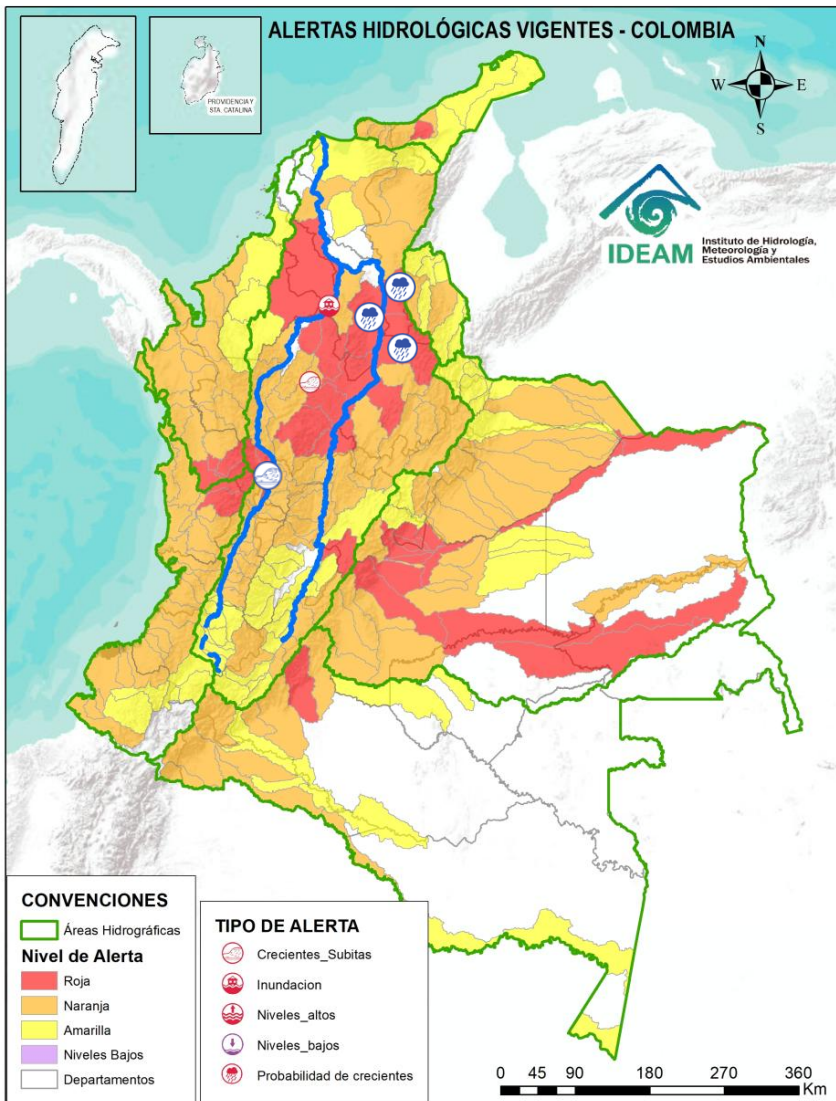 ALERTAS HIDROLÓGICAS VIGENTES - COLOMBIA
PROVIDENCIA Y
STA. CATALINA
N
W
E
S
IDEAM
Instituto de Hidrología,
Meteorología y
Estudios Ambientales
CONVENCIONES
Áreas Hidrográficas
Nivel de Alerta
Roja
Naranja
Amarilla
Niveles Bajos
Departamentos
TIPO DE ALERTA
Crecientes_Subitas
Inundacion
Niveles_altos
Niveles_bajos
Probabilidad de crecientes
0 45 90 180 270 360
Km